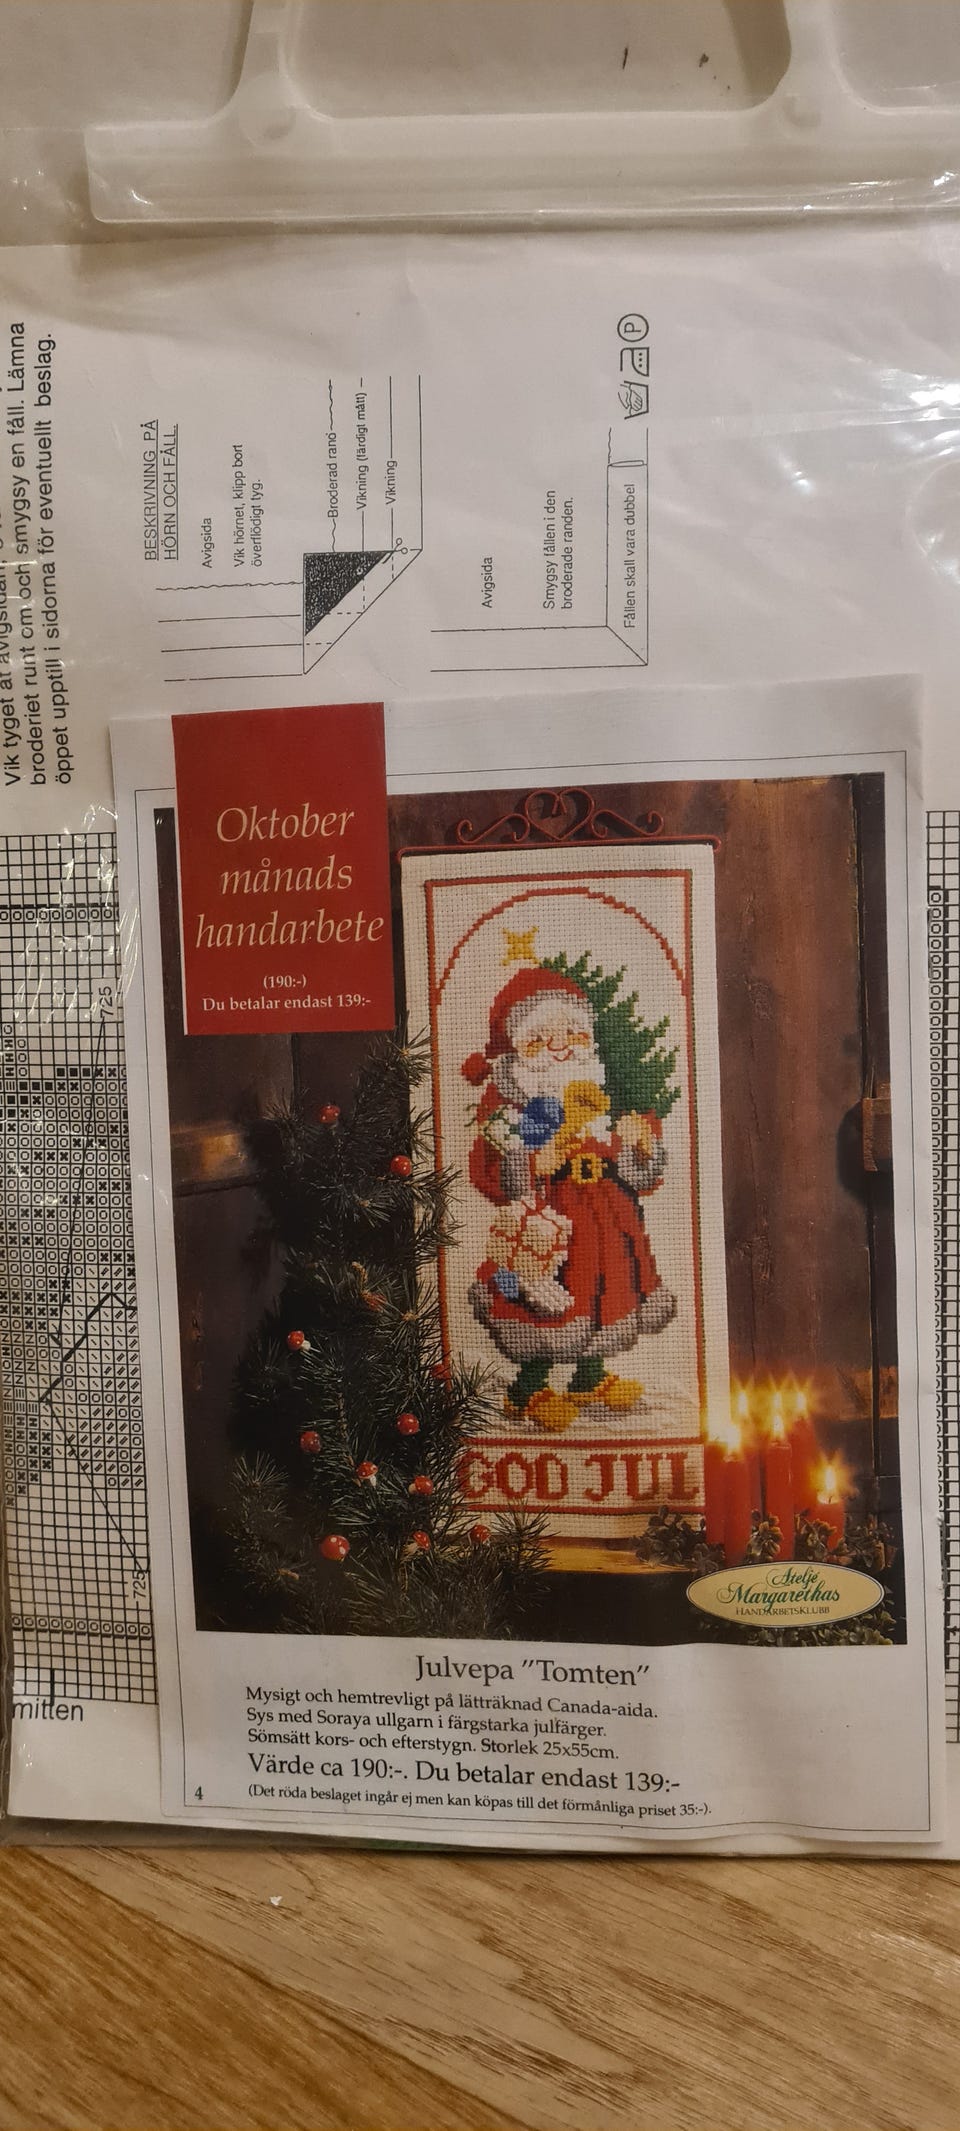 Vik tyget åt avigsidan,
broderiet runt om och smygsy en fåll. Lämna
öppet upptill i sidorna för eventuellt beslag.
BESKRIVNING PÅ
HÖRN OCH FÅLL.
Avigsida
Vik hörnet, klipp bort
överflödigt tyg.
Broderad rand
Vikning (färdigt mått)
Vikning
Avigsida
Smygsy fållen i den
broderade randen.
Fållen skall vara dubbel
P
725
725
mitten
Oktober
månads
handarbete
(190:-)
Du betalar endast 139:-
GOD JUL
Ateljé
Margarethas
HANDARBETSKLUBB
Julvepa "Tomten"
Mysigt och hemtrevligt på lätträknad Canada-aida.
Sys med Soraya ullgarn i färgstarka julfärger.
Sömsätt kors- och efterstygn. Storlek 25x55cm.
Värde ca 190:-. Du betalar endast 139:-
(Det röda beslaget ingår ej men kan köpas till det förmånliga priset 35:-).
4